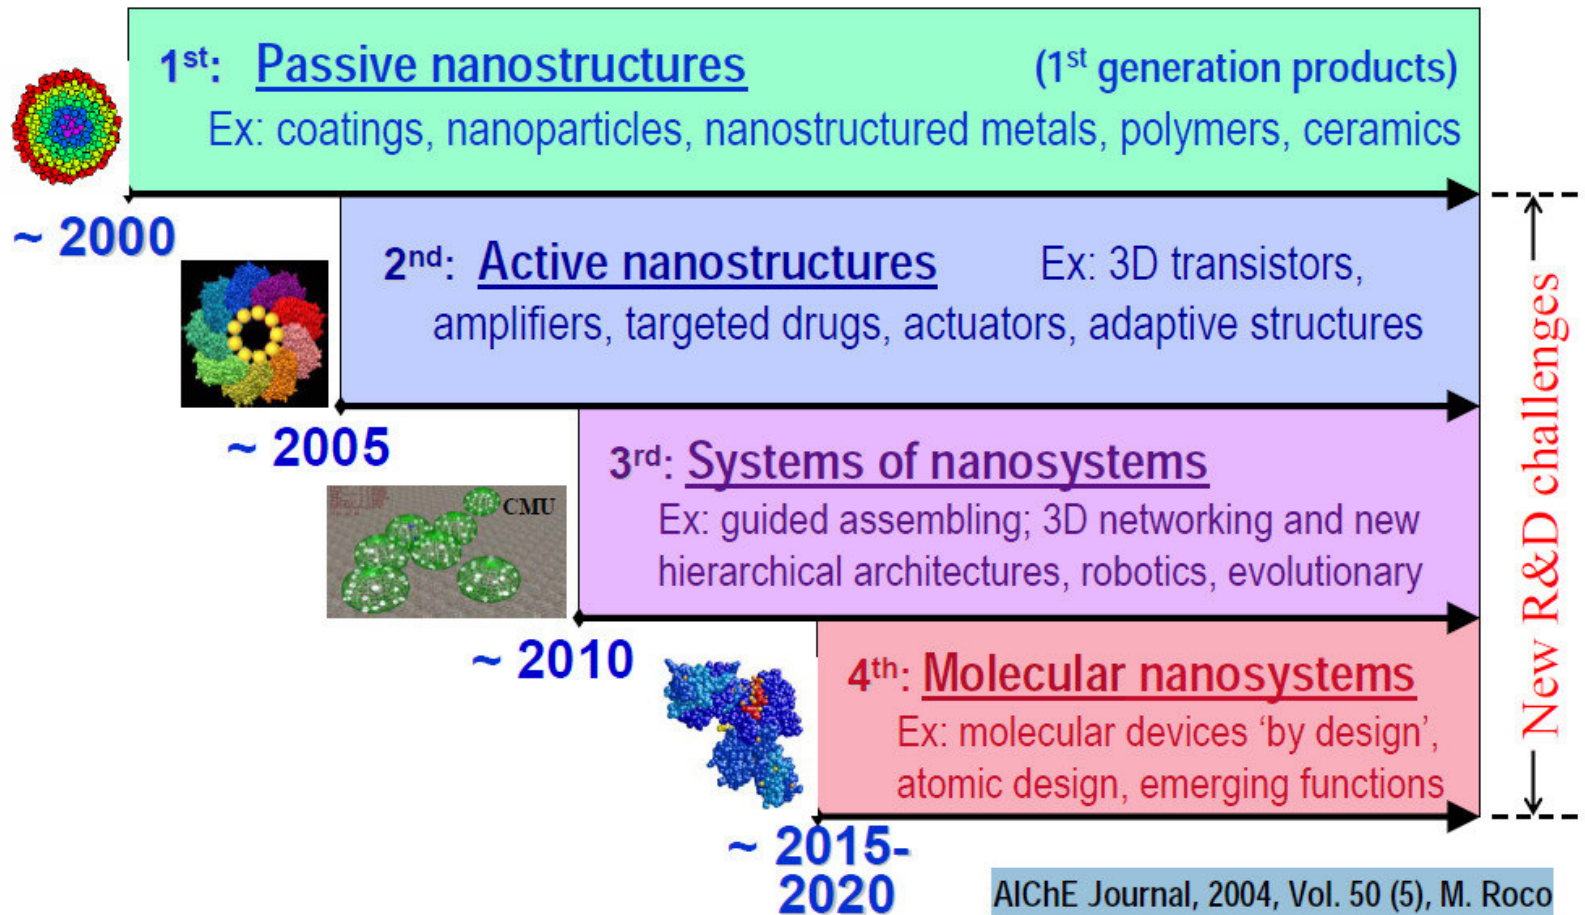 1st: Passive nanostructures (1st generation products)
Ex: coatings, nanoparticles, nanostructured metals, polymers, ceramics
~ 2000
2nd: Active nanostructures Ex: 3D transistors,
amplifiers, targeted drugs, actuators, adaptive structures
~ 2005
3rd: Systems of nanosystems
Ex: guided assembling; 3D networking and new
hierarchical architectures, robotics, evolutionary
CMU
~ 2010
4th: Molecular nanosystems
Ex: molecular devices ‘by design’,
atomic design, emerging functions
~ 2015-
2020
New R&D challenges
AIChE Journal, 2004, Vol. 50 (5), M. Roco